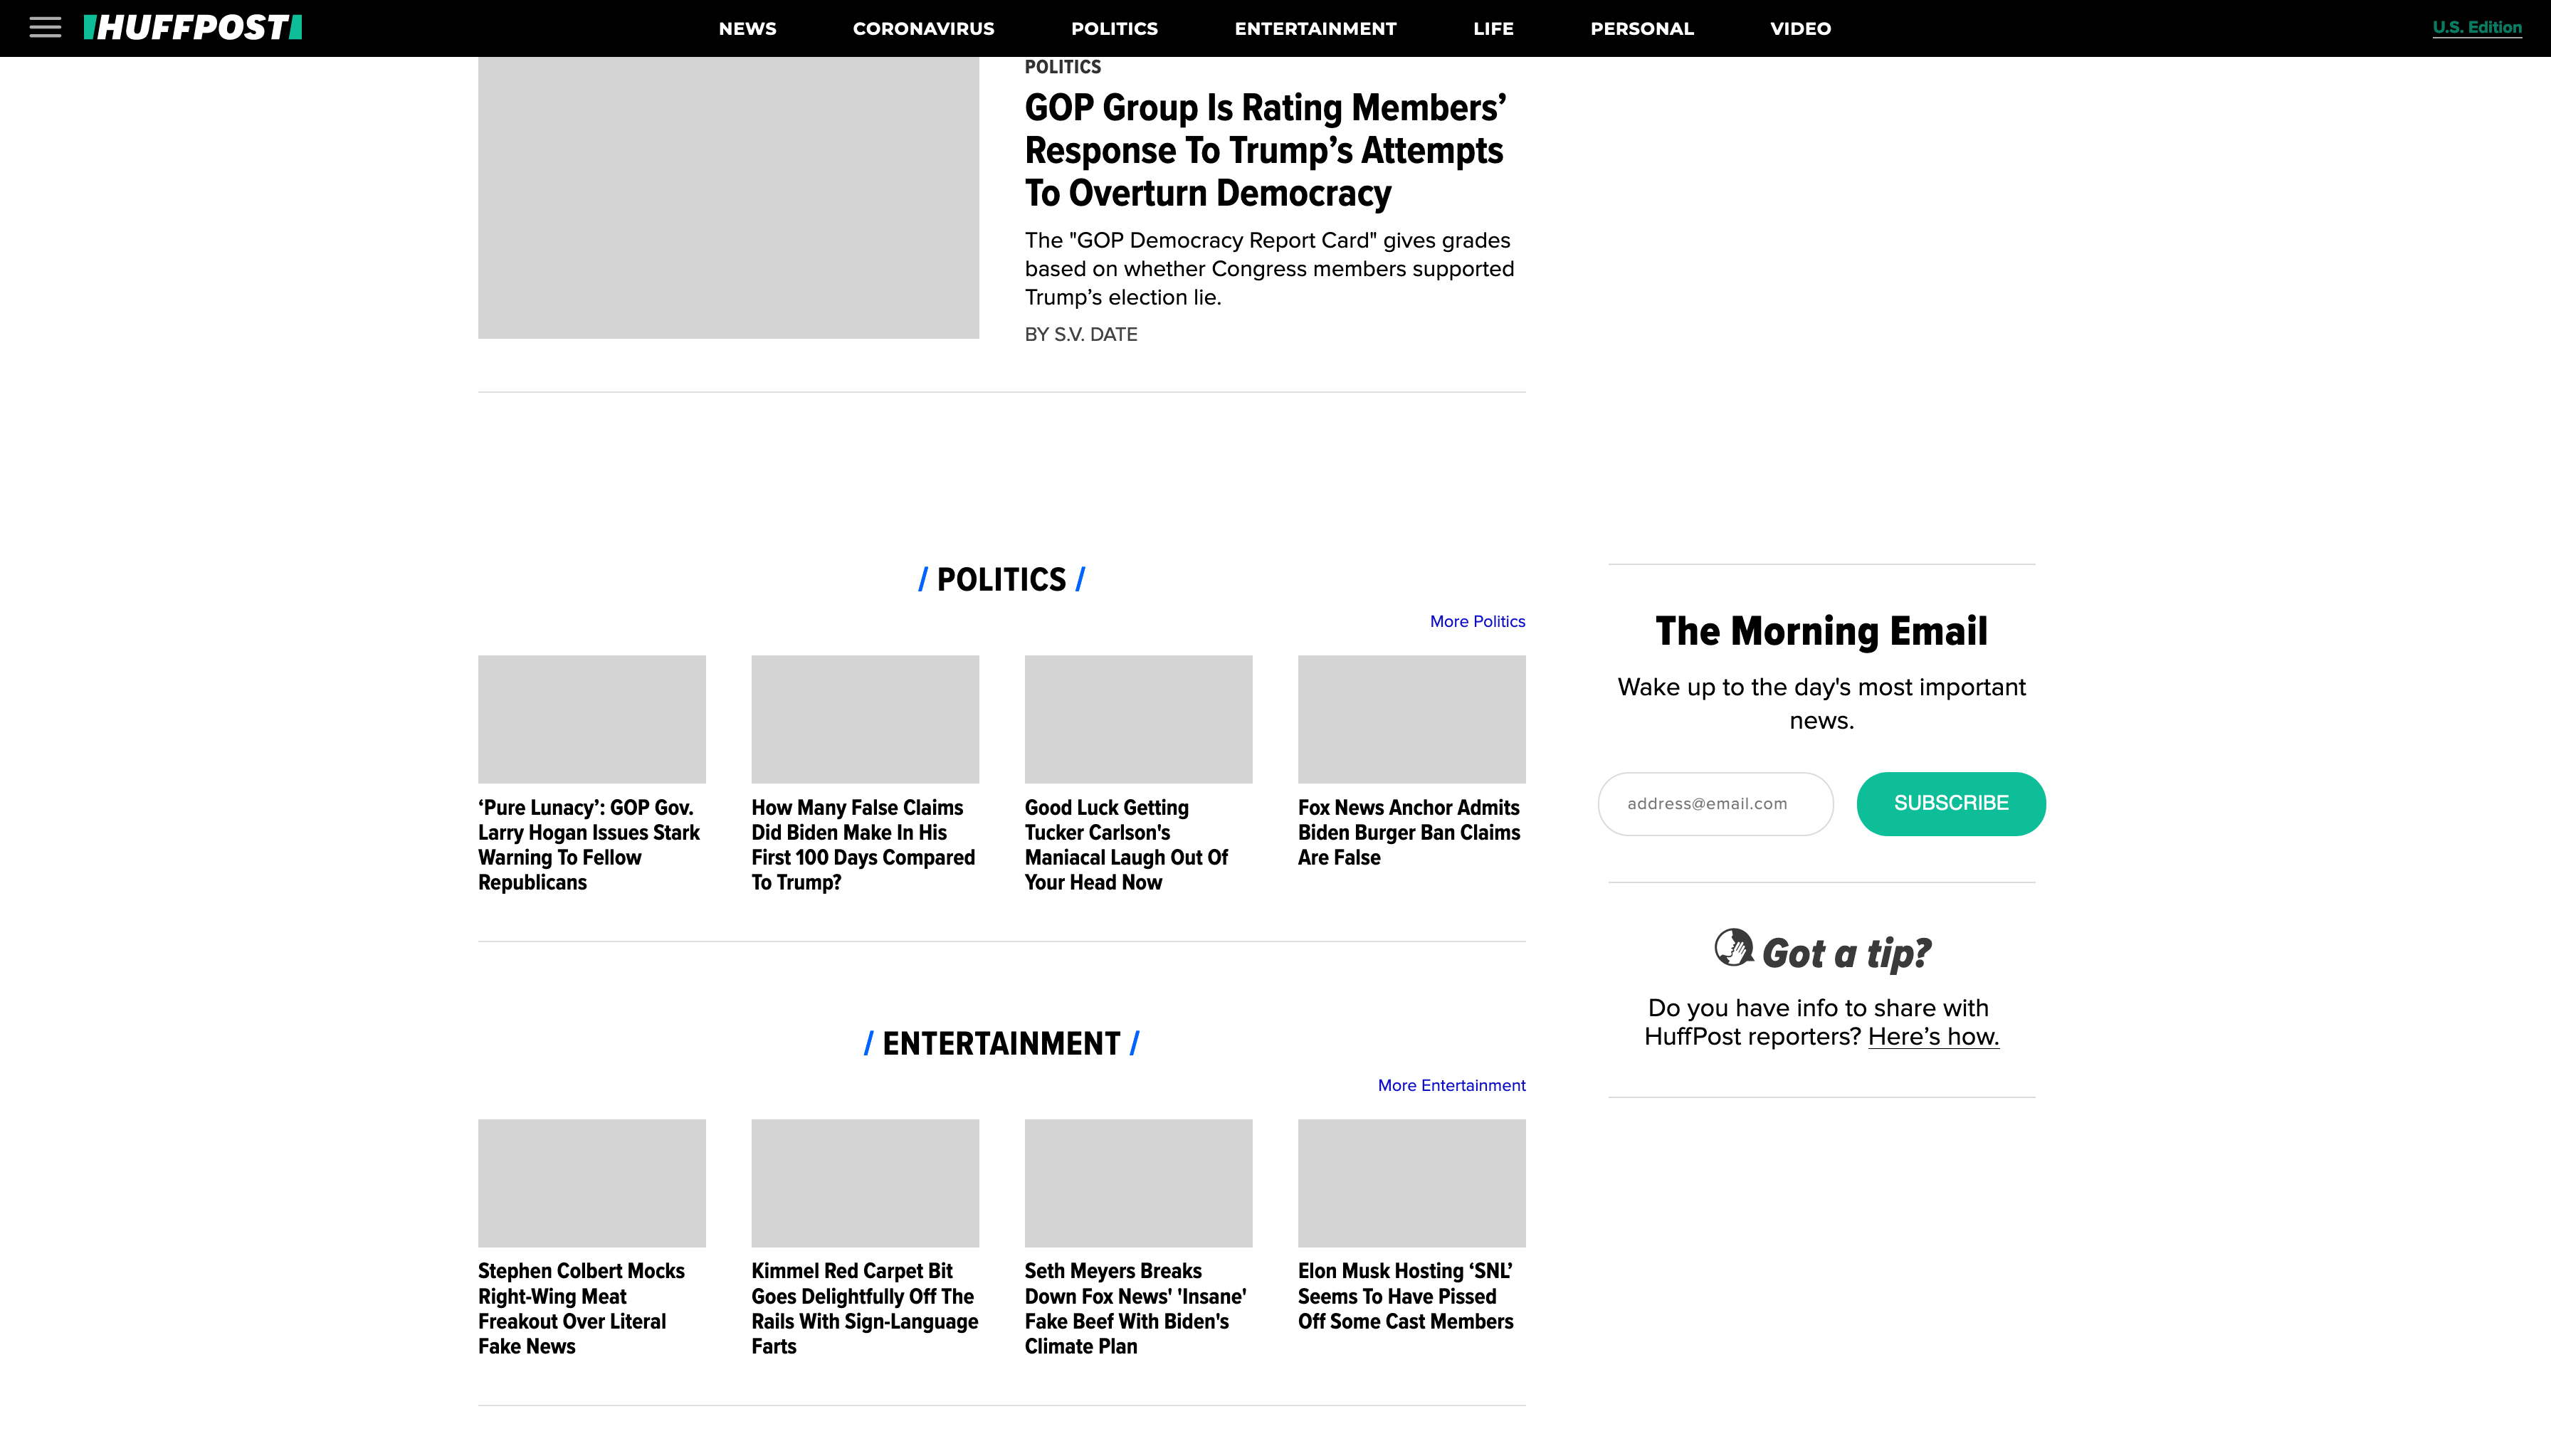 HUFFPOST
NEWS
CORONAVIRUS
POLITICS
ENTERTAINMENT
LIFE
PERSONAL
VIDEO
U.S. Edition
POLITICS
GOP Group Is Rating Members’
Response To Trump’s Attempts
To Overturn Democracy
The "GOP Democracy Report Card" gives grades
based on whether Congress members supported
Trump’s election lie.
BY S.V. DATE
/ POLITICS /
More Politics
‘Pure Lunacy’: GOP Gov.
Larry Hogan Issues Stark
Warning To Fellow
Republicans
How Many False Claims
Did Biden Make In His
First 100 Days Compared
To Trump?
Good Luck Getting
Tucker Carlson's
Maniacal Laugh Out Of
Your Head Now
Fox News Anchor Admits
Biden Burger Ban Claims
Are False
/ ENTERTAINMENT /
More Entertainment
Stephen Colbert Mocks
Right-Wing Meat
Freakout Over Literal
Fake News
Kimmel Red Carpet Bit
Goes Delightfully Off The
Rails With Sign-Language
Farts
Seth Meyers Breaks
Down Fox News' 'Insane'
Fake Beef With Biden's
Climate Plan
Elon Musk Hosting ‘SNL’
Seems To Have Pissed
Off Some Cast Members
The Morning Email
Wake up to the day's most important
news.
address@email.com
SUBSCRIBE
Got a tip?
Do you have info to share with
HuffPost reporters? Here’s how.